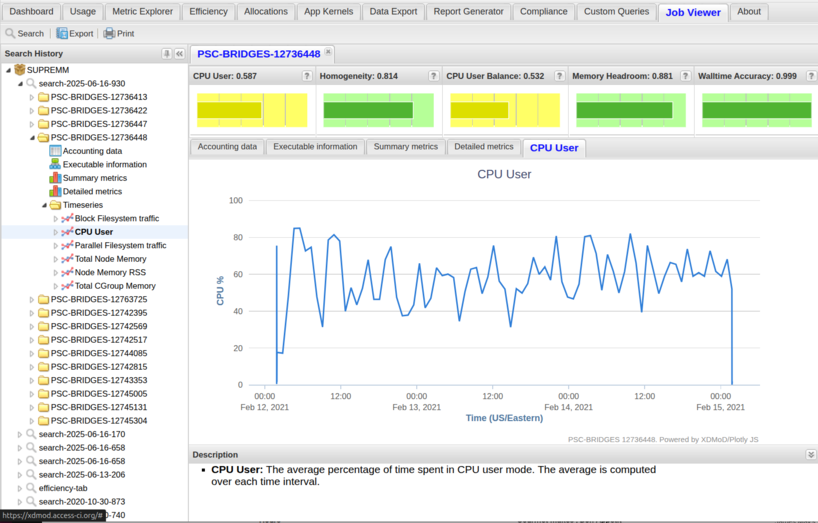 Dashboard Usage Metric Explorer Efficiency Allocations App Kernels Data Export Report Generator Compliance Custom Queries Job Viewer About
Search Export Print
Search History
SUPREMM
search-2025-06-16-930
PSC-BRIDGES-12736413
PSC-BRIDGES-12736422
PSC-BRIDGES-12736447
PSC-BRIDGES-12736448
Accounting data
Executable information
Summary metrics
Detailed metrics
Timeseries
Block Filesystem traffic
CPU User
Parallel Filesystem traffic
Total Node Memory
Node Memory RSS
Total CGroup Memory
PSC-BRIDGES-12763725
PSC-BRIDGES-12742395
PSC-BRIDGES-12742569
PSC-BRIDGES-12742517
PSC-BRIDGES-12744085
PSC-BRIDGES-12742815
PSC-BRIDGES-12743353
PSC-BRIDGES-12745005
PSC-BRIDGES-12745131
PSC-BRIDGES-12745304
search-2025-06-16-170
search-2025-06-16-658
search-2025-06-16-658
search-2025-06-13-206
efficiency-tab
search-2020-10-30-873
0-740
https://xdmod.access-ci.org/#
PSC-BRIDGES-12736448
CPU User: 0.587 ? Homogeneity: 0.814 ? CPU User Balance: 0.532 ? Memory Headroom: 0.881 ? Walltime Accuracy: 0.999 ?
Accounting data Executable information Summary metrics Detailed metrics CPU User
CPU User
100
80
60
40
20
0
CPU %
00:00 12:00 00:00 12:00 00:00 12:00 00:00
Feb 12, 2021 Feb 13, 2021 Feb 14, 2021 Feb 15, 2021
Time (US/Eastern)
PSC-BRIDGES 12736448. Powered by XDMoD/Plotly JS
Description
CPU User: The average percentage of time spent in CPU user mode. The average is computed
over each time interval.